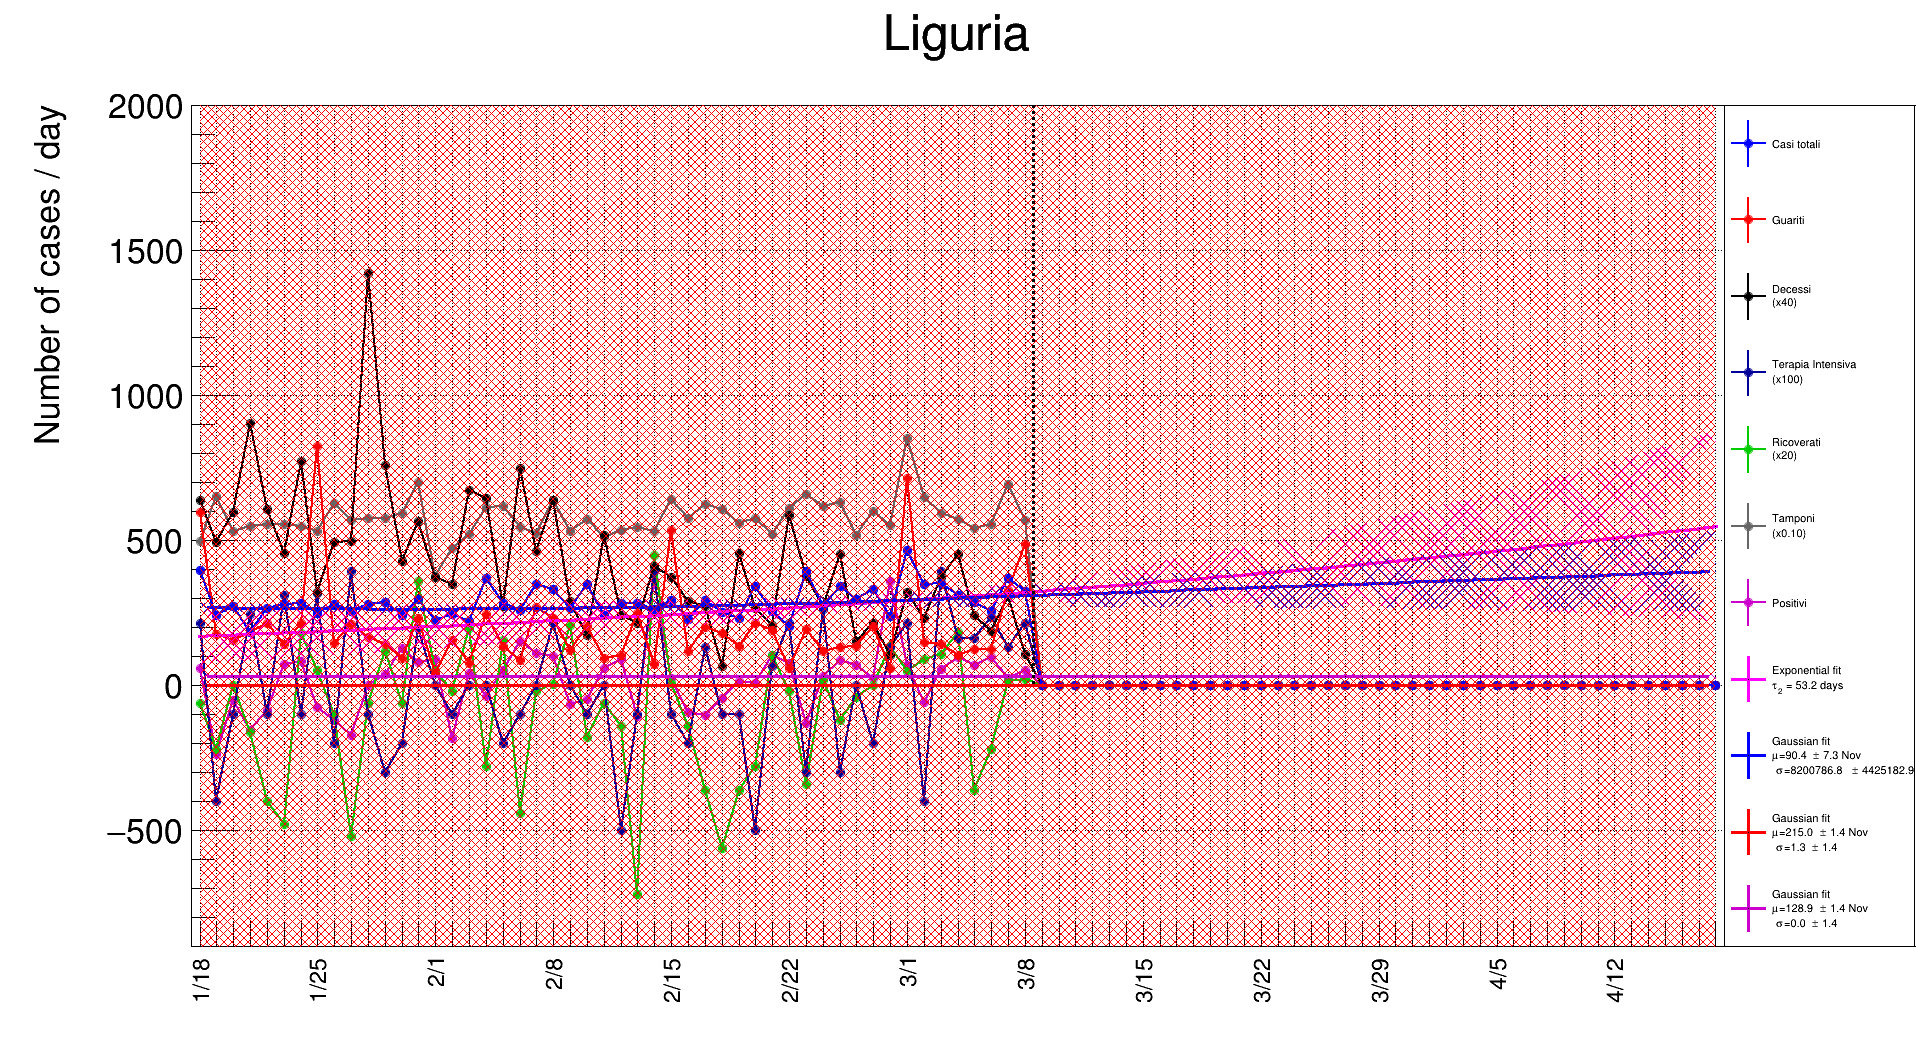 Liguria
Number of cases / day
2000
1500
1000
500
0
−500
1/18
1/25
2/1
2/8
2/15
2/22
3/1
3/8
3/15
3/22
3/29
4/5
4/12
Casi totali
Guariti
Decessi
(x40)
Terapia Intensiva
(x100)
Ricoverati
(x20)
Tamponi
(x0.10)
Positivi
Exponential fit
τ2 = 53.2 days
Gaussian fit
μ=90.4 ± 7.3 Nov
σ=8200786.8 ± 4425182.9
Gaussian fit
μ=215.0 ± 1.4 Nov
σ=1.3 ± 1.4
Gaussian fit
μ=128.9 ± 1.4 Nov
σ=0.0 ± 1.4